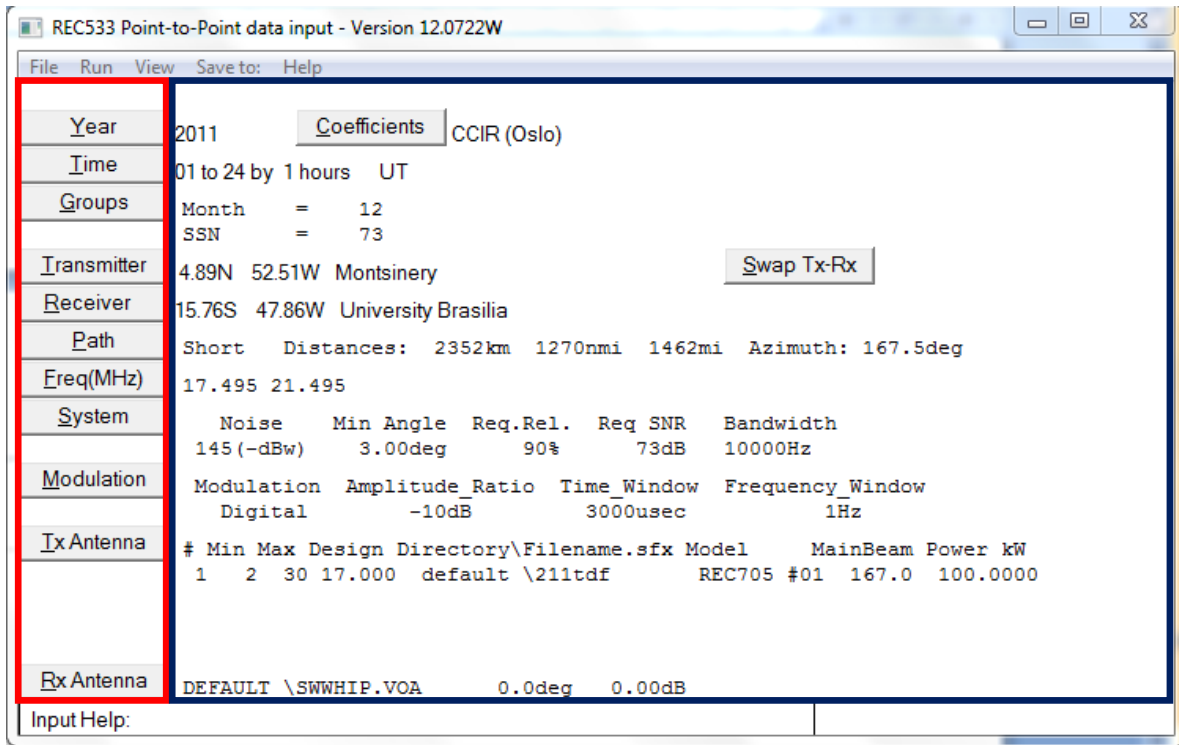 REC533 Point-to-Point data input - Version 12.0722W
File Run View Save to: Help
Year 2011 Coefficients CCIR (Oslo)
Time 01 to 24 by 1 hours UT
Groups Month = 12
SSN = 73
Transmitter 4.89N 52.51W Montsinery Swap Tx-Rx
Receiver 15.76S 47.86W University Brasilia
Path Short Distances: 2352km 1270nmi 1462mi Azimuth: 167.5deg
Freq(MHz) 17.495 21.495
System Noise Min Angle Req.Rel. Req SNR Bandwidth
145(-dBw) 3.00deg 90% 73dB 10000Hz
Modulation Modulation Amplitude_Ratio Time_Window Frequency_Window
Digital -10dB 3000usec 1Hz
Tx Antenna # Min Max Design Directory\Filename.sfx Model MainBeam Power kW
1 2 30 17.000 default \211tdf REC705 #01 167.0 100.0000
Rx Antenna DEFAULT \SWWHIP.VOA 0.0deg 0.00dB
Input Help: